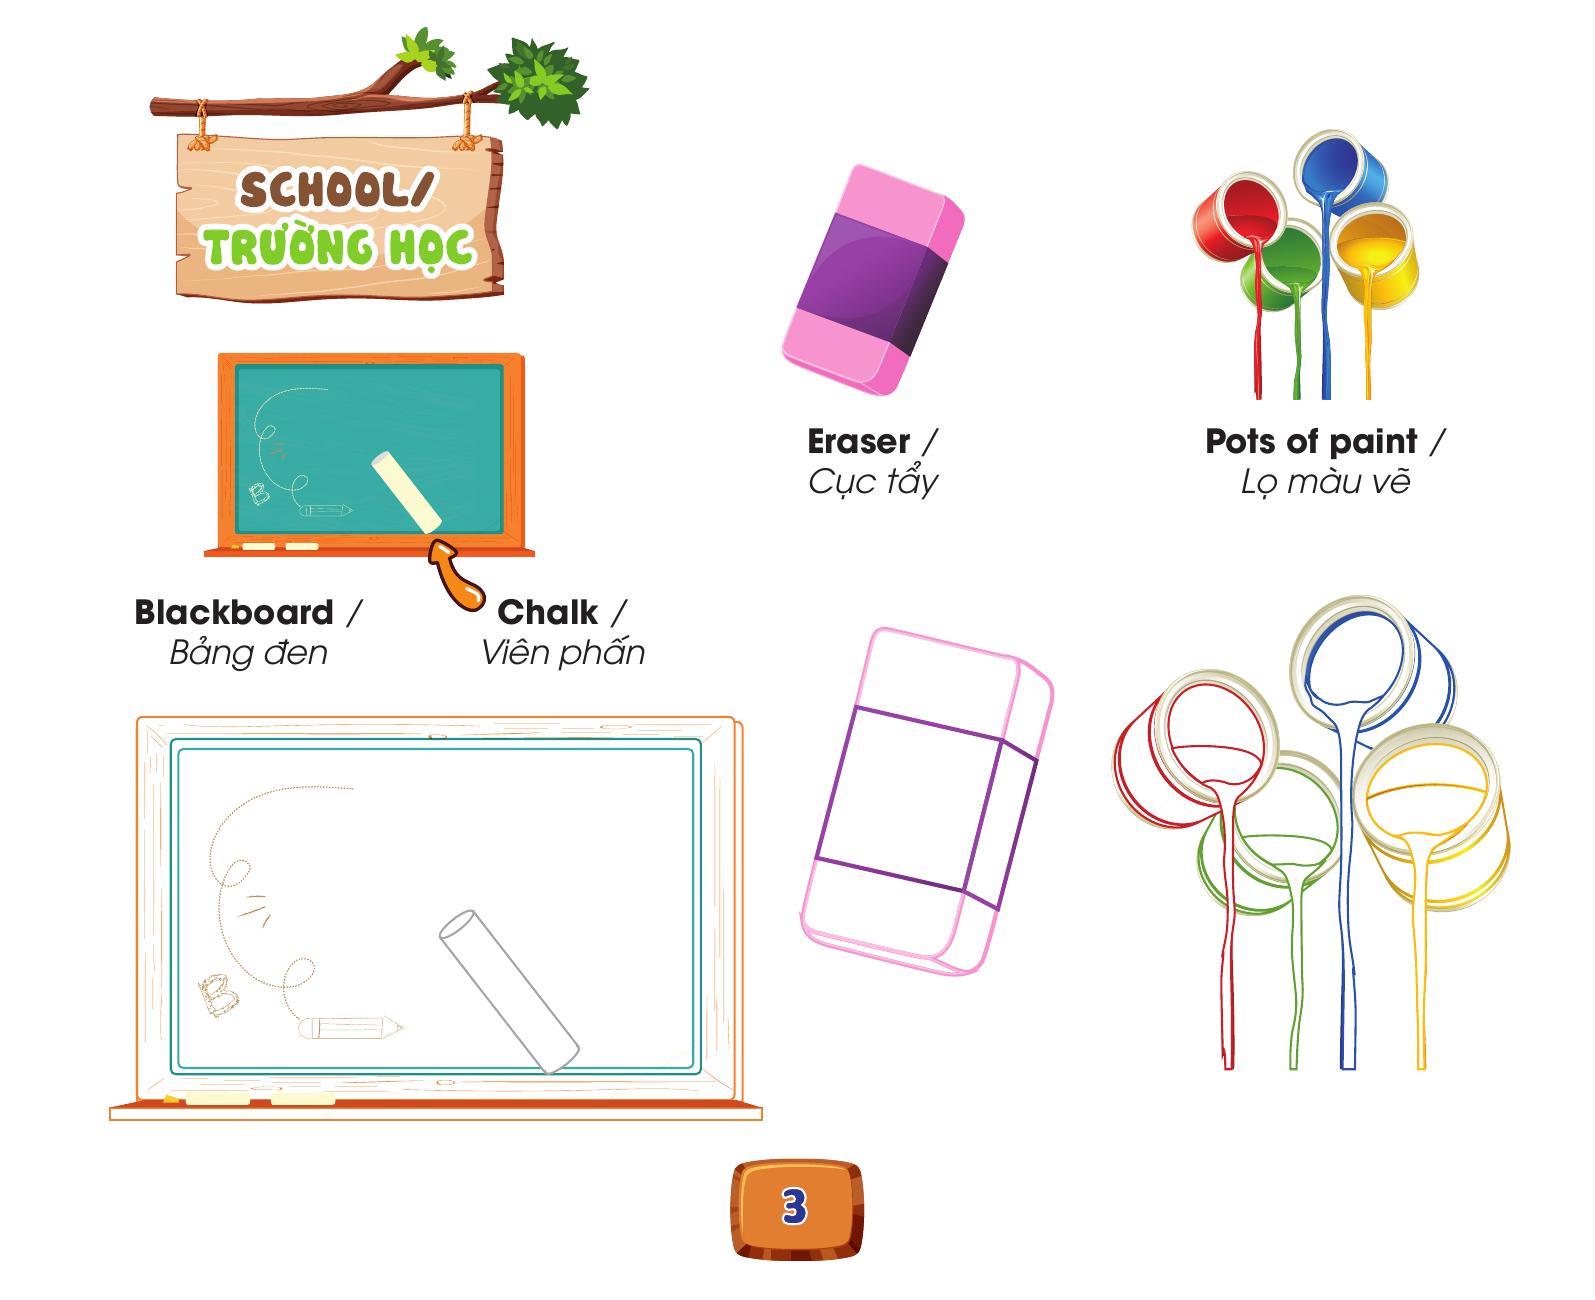 SCHOOL/
TRƯỜNG HỌC
Blackboard /
Bảng đen
Chalk /
Viên phấn
Eraser /
Cục tẩy
Pots of paint /
Lọ màu vẽ
B
B
3